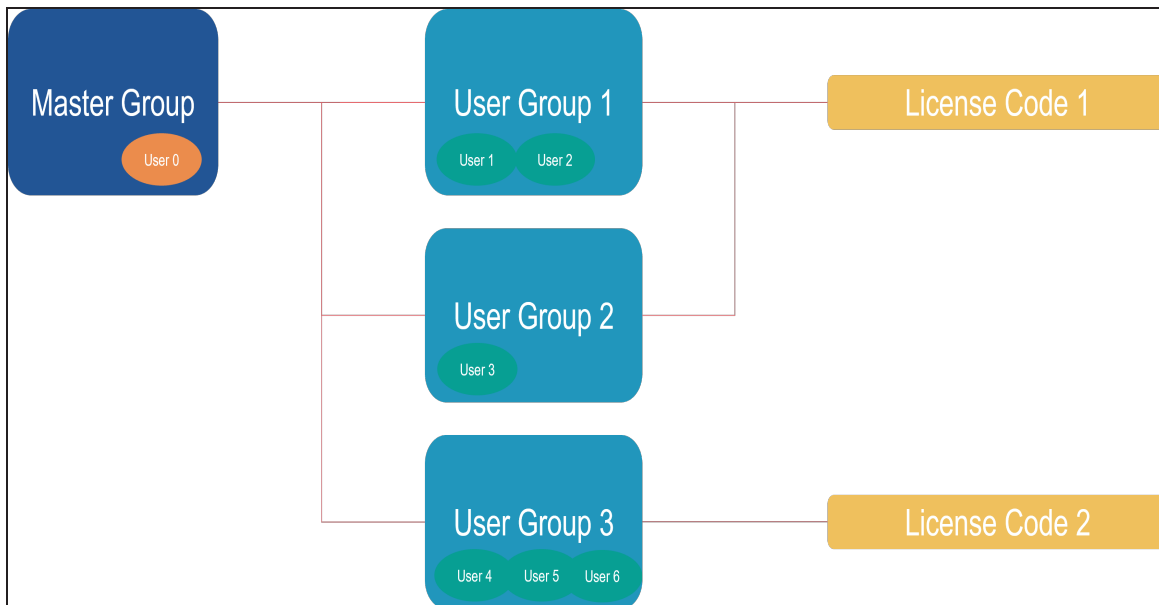 Master Group
User 0
User Group 1
User 1
User 2
License Code 1
User Group 2
User 3
User Group 3
User 4
User 5
User 6
License Code 2